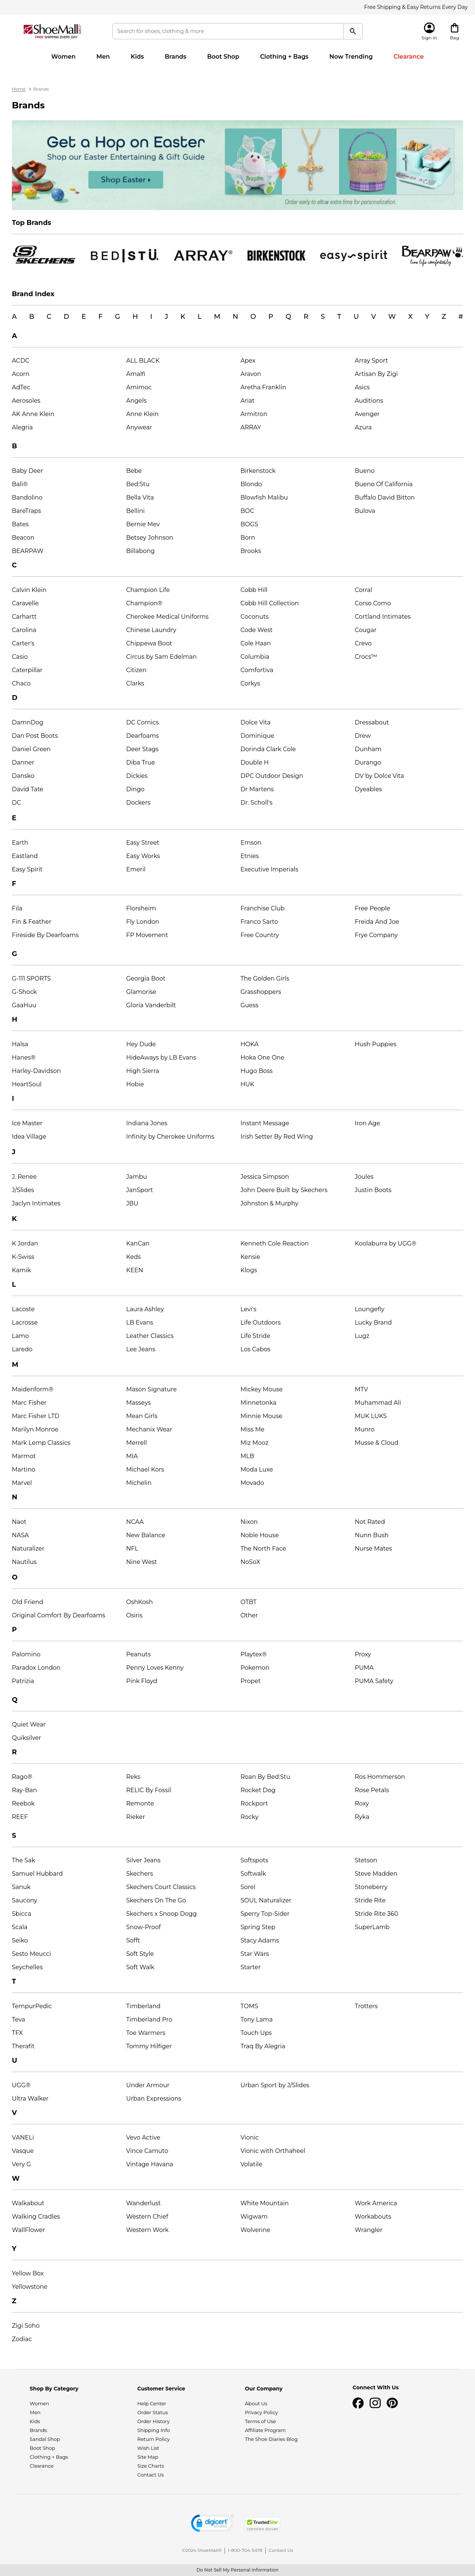 Free Shipping & Easy Returns Every Day
SHOEMALL
FREE SHIPPING EVERY DAY
Search for shoes, clothing & more
Sign In
Bag
Women
Men
Kids
Brands
Boot Shop
Clothing + Bags
Now Trending
Clearance
Home > Brands
Brands
Get a Hop on Easter
Shop our Essential Entertaining & Gift Guide
Shop Easter
Order early to allow extra time for personalization.
Top Brands
SKECHERS
BED|STÜ
ARRAY®
BIRKENSTOCK
easy spirit
BEARPAW
live life comfortably
Brand Index
A B C D E F G H I J K L M N O P Q R S T U V W X Y Z #
A
ACDC
Acorn
AdTec
Aerosoles
AK Anne Klein
Alegria
ALL BLACK
Amalfi
Amimoc
Angels
Anne Klein
Anywear
Apex
Aravon
Aretha Franklin
Ariat
Armitron
ARRAY
Array Sport
Artisan By Zigi
Asics
Auditions
Avenger
Azura
B
Baby Deer
Bali®
Bandolino
BareTraps
Bates
Beacon
BEARPAW
Bebe
Bed:Stu
Bella Vita
Bellini
Bernie Mev
Betsey Johnson
Billabong
Birkenstock
Blondo
Blowfish Malibu
BOC
BOGS
Born
Brooks
Bueno
Bueno Of California
Buffalo David Bitton
Bulova
C
Calvin Klein
Caravelle
Carhartt
Carolina
Carter's
Casio
Caterpillar
Chaco
Champion Life
Champion®
Cherokee Medical Uniforms
Chinese Laundry
Chippewa Boot
Circus by Sam Edelman
Citizen
Clarks
Cobb Hill
Cobb Hill Collection
Coconuts
Code West
Cole Haan
Columbia
Comfortiva
Corkys
Corral
Corso Como
Cortland Intimates
Cougar
Crevo
Crocs™
D
DamnDog
Dan Post Boots
Daniel Green
Danner
Dansko
David Tate
DC
DC Comics
Dearfoams
Deer Stags
Diba True
Dickies
Dingo
Dockers
Dolce Vita
Dominique
Dorinda Clark Cole
Double H
DPC Outdoor Design
Dr Martens
Dr. Scholl's
Dressabout
Drew
Dunham
Durango
DV by Dolce Vita
Dyeables
E
Earth
Eastland
Easy Spirit
Easy Street
Easy Works
Emeril
Emson
Etnies
Executive Imperials
F
Fila
Fin & Feather
Fireside By Dearfoams
Florsheim
Fly London
FP Movement
Franchise Club
Franco Sarto
Free Country
Free People
Freida And Joe
Frye Company
G
G-111 SPORTS
G-Shock
GaaHuu
Georgia Boot
Glamorise
Gloria Vanderbilt
The Golden Girls
Grasshoppers
Guess
H
Halsa
Hanes®
Harley-Davidson
HeartSoul
Hey Dude
HideAways by LB Evans
High Sierra
Hobie
HOKA
Hoka One One
Hugo Boss
HUK
Hush Puppies
I
Ice Master
Idea Village
Indiana Jones
Infinity by Cherokee Uniforms
Instant Message
Irish Setter By Red Wing
Iron Age
J
J. Renee
J/Slides
Jaclyn Intimates
Jambu
JanSport
JBU
Jessica Simpson
John Deere Built by Skechers
Johnston & Murphy
Joules
Justin Boots
K
K Jordan
K-Swiss
Kamik
KanCan
Keds
KEEN
Kenneth Cole Reaction
Kensie
Klogs
Koolaburra by UGG®
L
Lacoste
Lacrosse
Lamo
Laredo
Laura Ashley
LB Evans
Leather Classics
Lee Jeans
Levi's
Life Outdoors
Life Stride
Los Cabos
Loungefly
Lucky Brand
Lugz
M
Maidenform®
Marc Fisher
Marc Fisher LTD
Marilyn Monroe
Mark Lemp Classics
Marmot
Martino
Marvel
Mason Signature
Masseys
Mean Girls
Mechanix Wear
Merrell
MIA
Michael Kors
Michelin
Mickey Mouse
Minnetonka
Minnie Mouse
Miss Me
Miz Mooz
MLB
Moda Luxe
Movado
MTV
Muhammad Ali
MUK LUKS
Munro
Musse & Cloud
N
Naot
NASA
Naturalizer
Nautilus
NCAA
New Balance
NFL
Nine West
Nixon
Noble House
The North Face
NoSoX
Not Rated
Nunn Bush
Nurse Mates
O
Old Friend
Original Comfort By Dearfoams
OshKosh
Osiris
OTBT
Other
P
Palomino
Paradox London
Patrizia
Peanuts
Penny Loves Kenny
Pink Floyd
Playtex®
Pokemon
Propet
Proxy
PUMA
PUMA Safety
Q
Quiet Wear
Quiksilver
R
Rago®
Ray-Ban
Reebok
REEF
Reks
RELIC By Fossil
Remonte
Rieker
Roan By Bed:Stu
Rocket Dog
Rockport
Rocky
Ros Hommerson
Rose Petals
Roxy
Ryka
S
The Sak
Samuel Hubbard
Sanuk
Saucony
Sbicca
Scala
Seiko
Sesto Meucci
Seychelles
Silver Jeans
Skechers
Skechers Court Classics
Skechers On The Go
Skechers x Snoop Dogg
Snow-Proof
Sofft
Soft Style
Soft Walk
Softspots
Softwalk
Sorel
SOUL Naturalizer
Sperry Top-Sider
Spring Step
Stacy Adams
Star Wars
Starter
Stetson
Steve Madden
Stoneberry
Stride Rite
Stride Rite 360
SuperLamb
T
TempurPedic
Teva
TFX
Therafit
Timberland
Timberland Pro
Toe Warmers
Tommy Hilfiger
TOMS
Tony Lama
Touch Ups
Traq By Alegria
Trotters
U
UGG®
Ultra Walker
Under Armour
Urban Expressions
Urban Sport by J/Slides
V
VANELi
Vasque
Very G
Vevo Active
Vince Camuto
Vintage Havana
Vionic
Vionic with Orthaheel
Volatile
W
Walkabout
Walking Cradles
WallFlower
Wanderlust
Western Chief
Western Work
White Mountain
Wigwam
Wolverine
Work America
Workabouts
Wrangler
Y
Yellow Box
Yellowstone
Z
Zigi Soho
Zodiac
Shop By Category
Women
Men
Kids
Brands
Sandal Shop
Boot Shop
Clothing + Bags
Clearance
Customer Service
Help Center
Order Status
Order History
Shipping Info
Return Policy
Wish List
Site Map
Size Charts
Contact Us
Our Company
About Us
Privacy Policy
Terms of Use
Affiliate Program
The Shoe Diaries Blog
Connect With Us
digicert
TrustedSite
CERTIFIED SECURE
©2024 ShoeMall® | 1-800-704-5478 | Contact Us
Do Not Sell My Personal Information